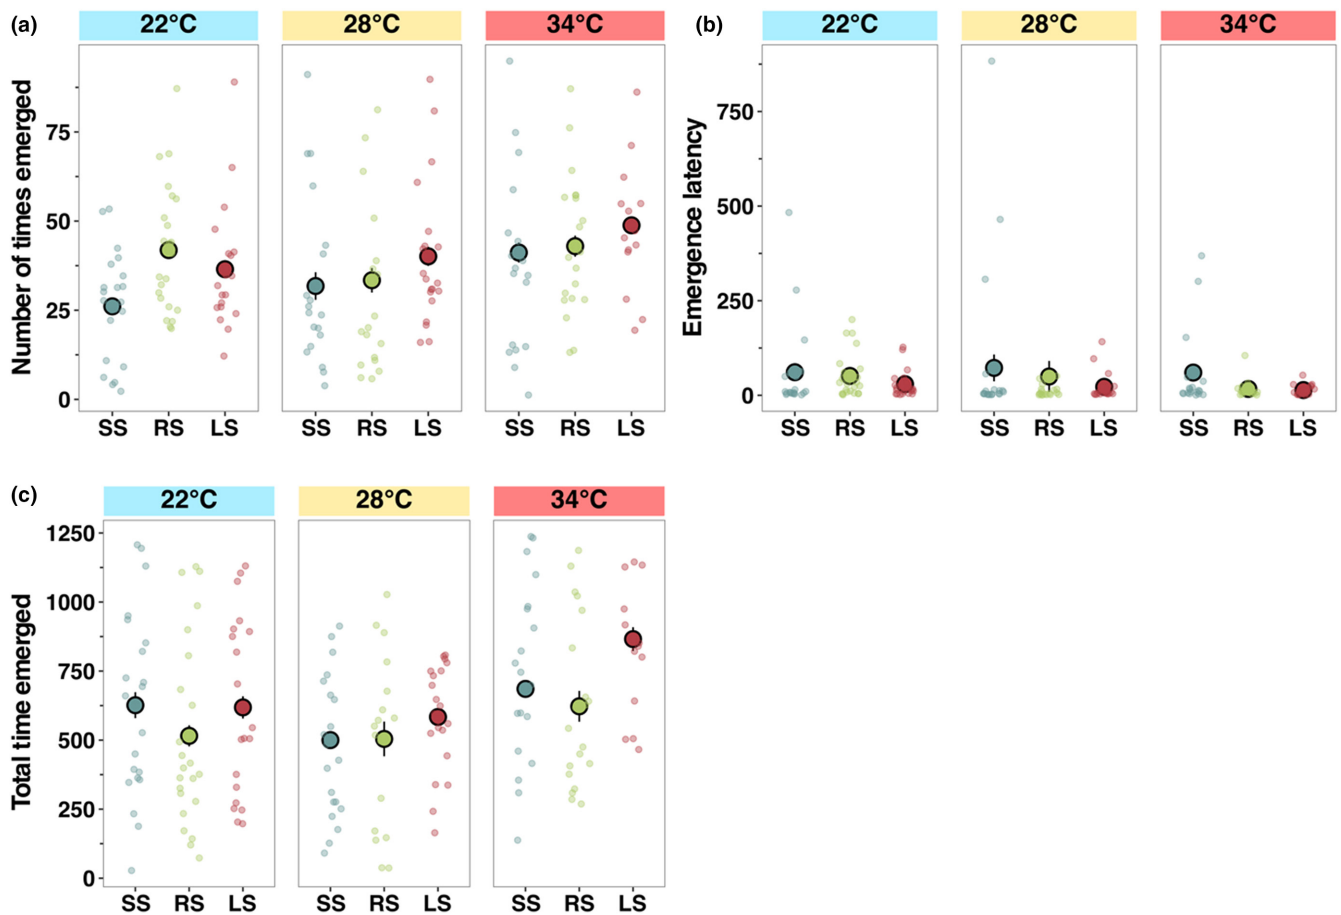 (a) 22°C 28°C 34°C
Number of times emerged
75
50
25
0
SS RS LS SS RS LS SS RS LS
(b) 22°C 28°C 34°C
Emergence latency
750
500
250
0
SS RS LS SS RS LS SS RS LS
(c) 22°C 28°C 34°C
Total time emerged
1250
1000
750
500
250
0
SS RS LS SS RS LS SS RS LS